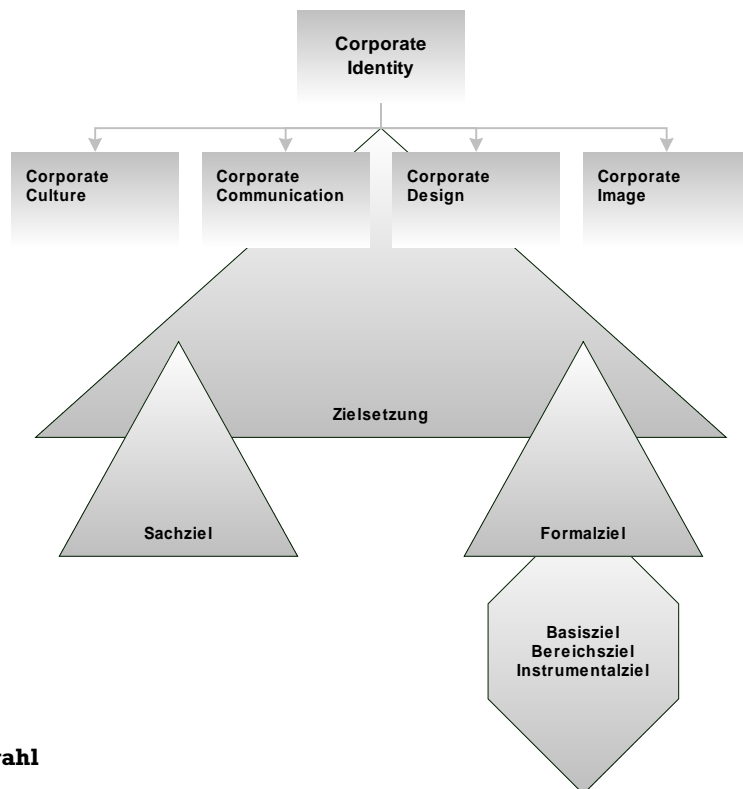 Corporate
Identity
Corporate
Culture
Corporate
Communication
Corporate
Design
Corporate
Image
Zielsetzung
Sachziel
Formalziel
Basisziel
Bereichsziel
Instrumentalziel